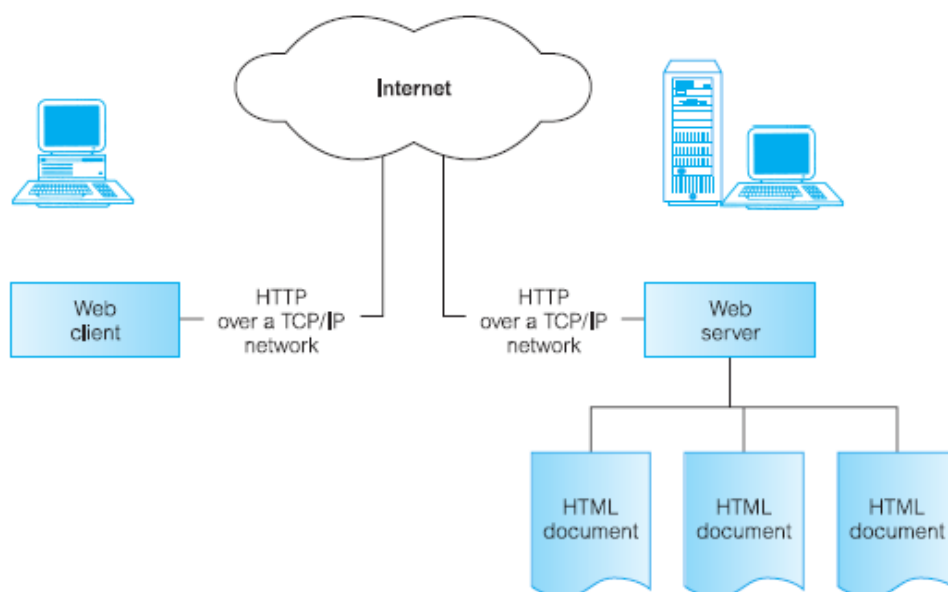 Internet
Web
client
HTTP
over a TCP/IP
network
HTTP
over a TCP/IP
network
Web
server
HTML
document
HTML
document
HTML
document